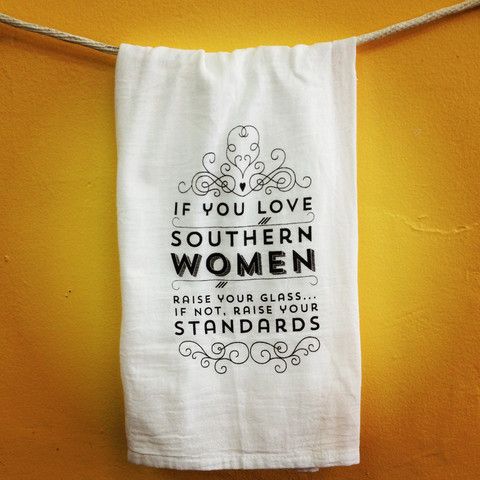 IF YOU LOVE
SOUTHERN
WOMEN
RAISE YOUR GLASS...
IF NOT, RAISE YOUR
STANDARDS